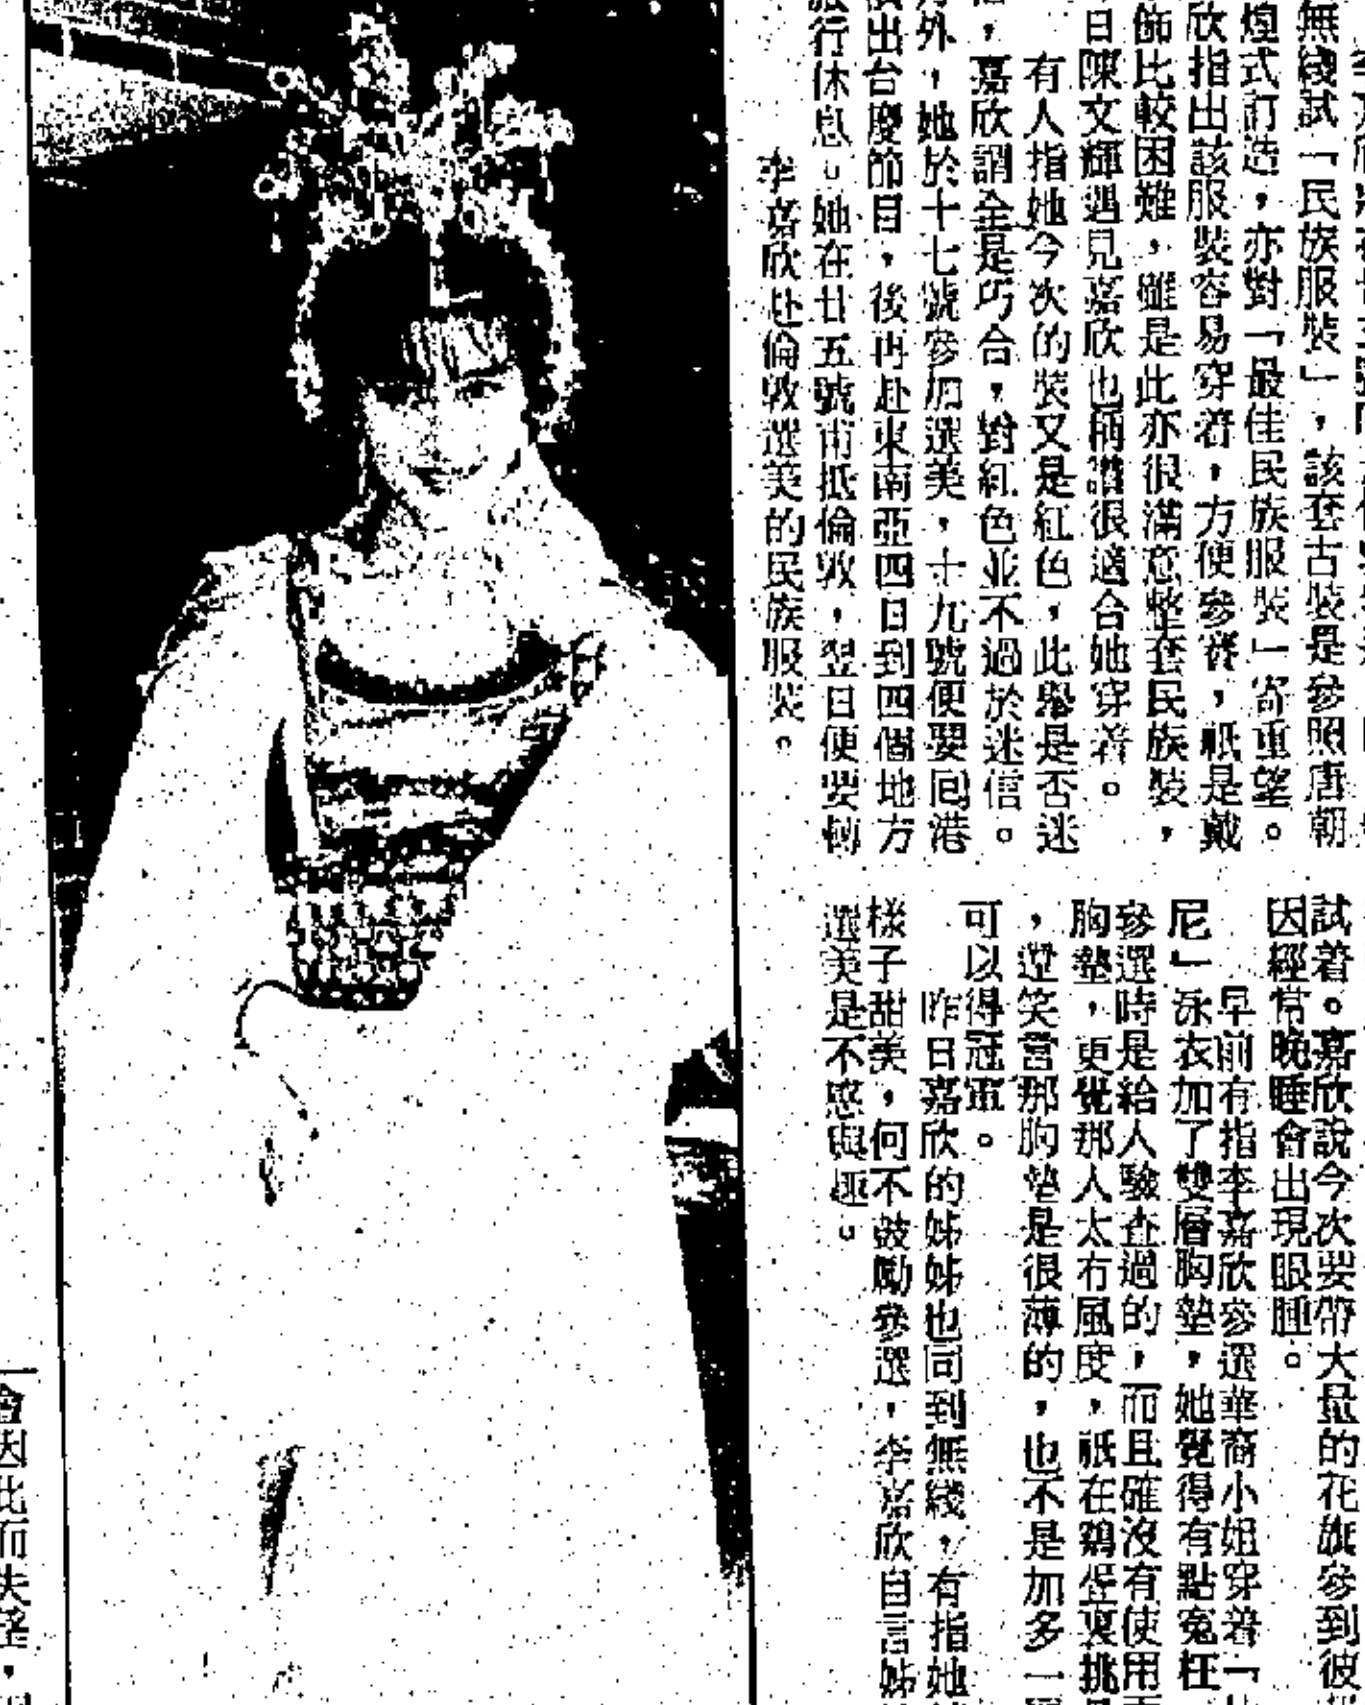 無綫試「民族服裝」，該套古裝是參照唐朝
煌式訂造，亦對「最佳民族服裝」寄重望。
欣指出該服裝容易穿着，方便參賽，祇是戴
飾比較困難，雖是此亦很滿意整套民族裝，
日陳文輝遇見嘉欣也稱讚很適合她穿着。
有人指她今次的裝又是紅色，此舉是否迷
，嘉欣謂全是巧合，對紅色並不過於迷信。
外，她於十七號參加選美，十九號便要回港
出台慶節目，後再赴東南亞四日到四個地方
旅行休息。她在廿五號甫抵倫敦，翌日便要
李嘉欣赴倫敦選美的民族服裝。
試着。嘉欣說今次要帶大量的花旗參到彼
因經常晚睡會出現眼腫。
早前有指李嘉欣參選華裔小姐穿着「
尼」泳衣加了雙層胸墊，她覺得有點冤枉
參選時是給人驗查過的，而且確沒有使用
胸墊，更覺那人太冇風度，祇在鷄蛋裏挑
，還笑當那胸墊是很薄的，也不是加多一
可以得冠軍。
昨日嘉欣的姊姊也同到無綫，有指她
樣子甜美，何不鼓勵參選，李嘉欣自言姊
選美是不感興趣。
會因此而失望，